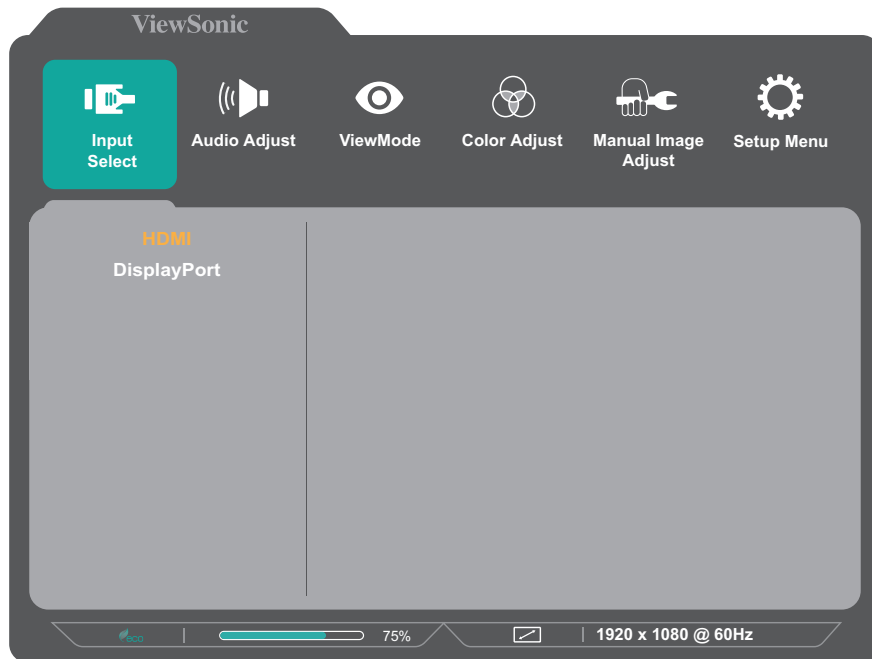 ViewSonic
Input
Select
Audio Adjust
ViewMode
Color Adjust
Manual Image
Adjust
Setup Menu
HDMI
DisplayPort
eco
75%
1920 x 1080 @ 60Hz